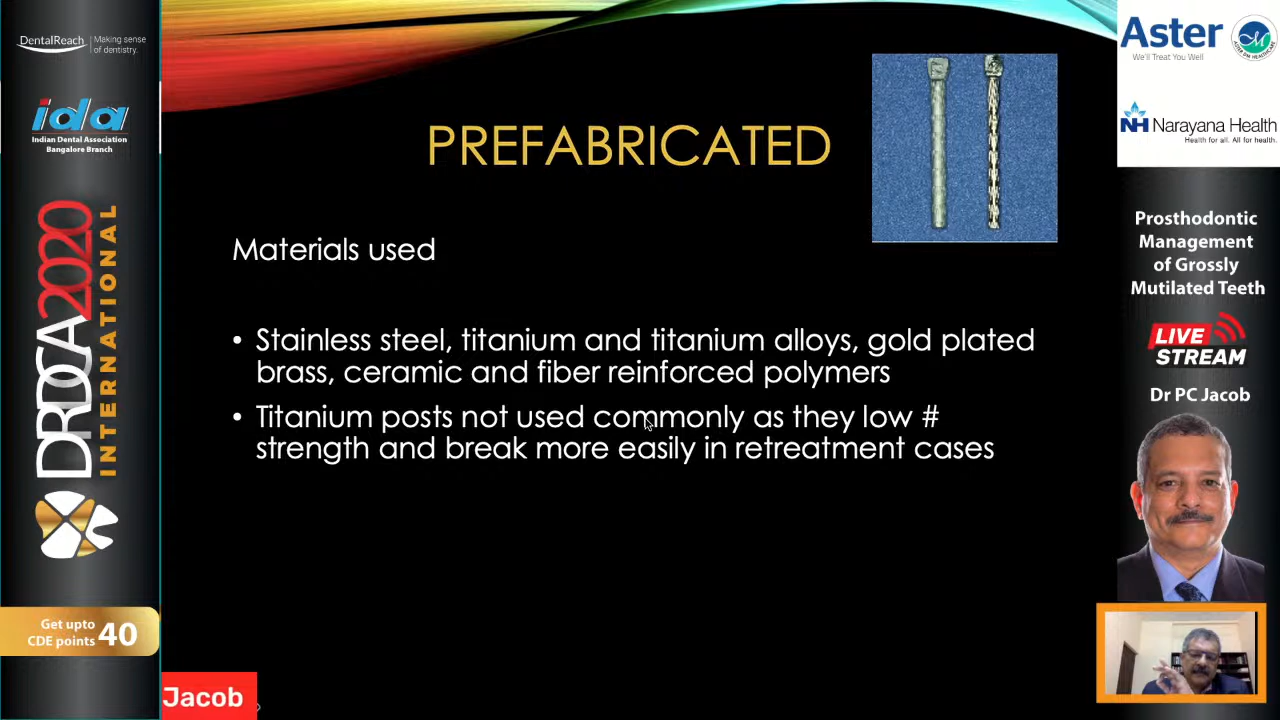 DentalReach
Making sense
of dentistry.
ida
Indian Dental Association
Bangalore Branch
DRDCA2020
INTERNATIONAL
Get upto
CDE points 40
PREFABRICATED
Materials used
• Stainless steel, titanium and titanium alloys, gold plated
brass, ceramic and fiber reinforced polymers
• Titanium posts not used commonly as they low #
strength and break more easily in retreatment cases
Jacob
Aster
We'll Treat You Well
NH Narayana Health
Health for all. All for health.
Prosthodontic
Management
of Grossly
Mutilated Teeth
LIVE
STREAM
Dr PC Jacob